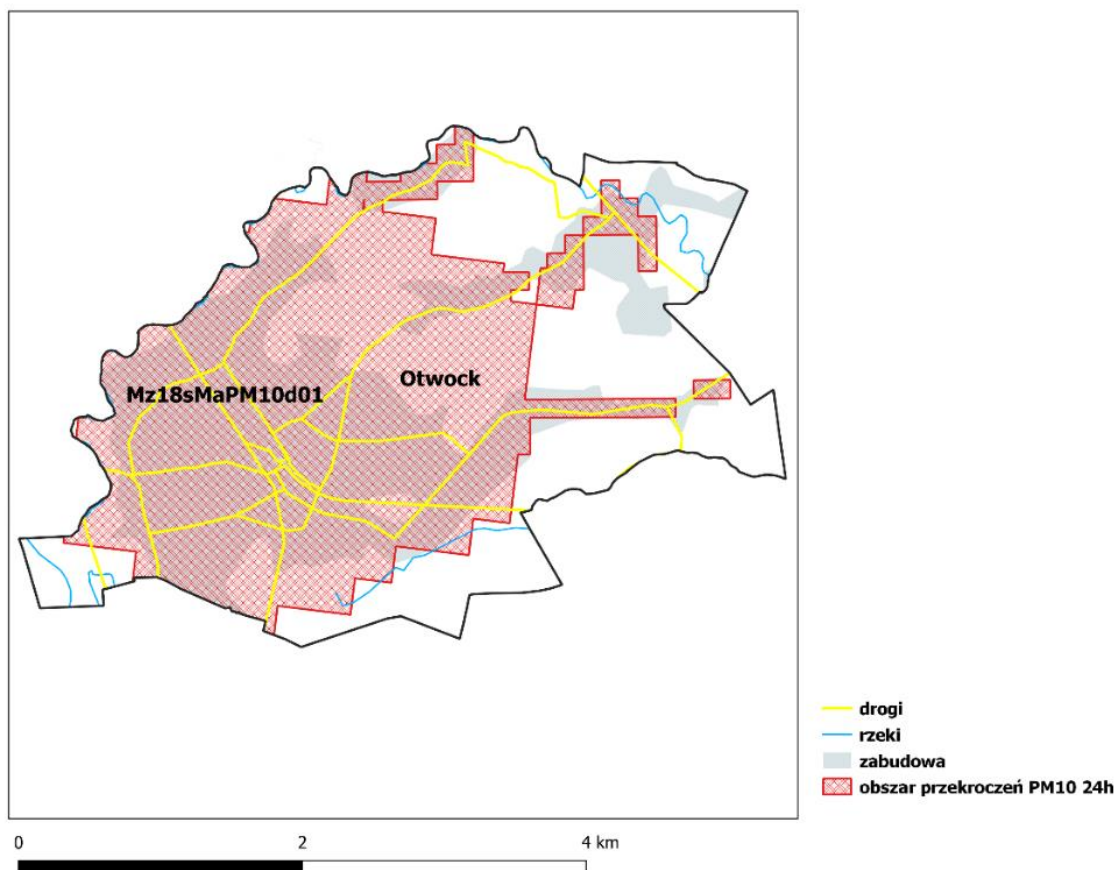 Otwock
Mz18sMaPM10d01
drogi
rzeki
zabudowa
obszar przekroczeń PM10 24h
0 2 4 km